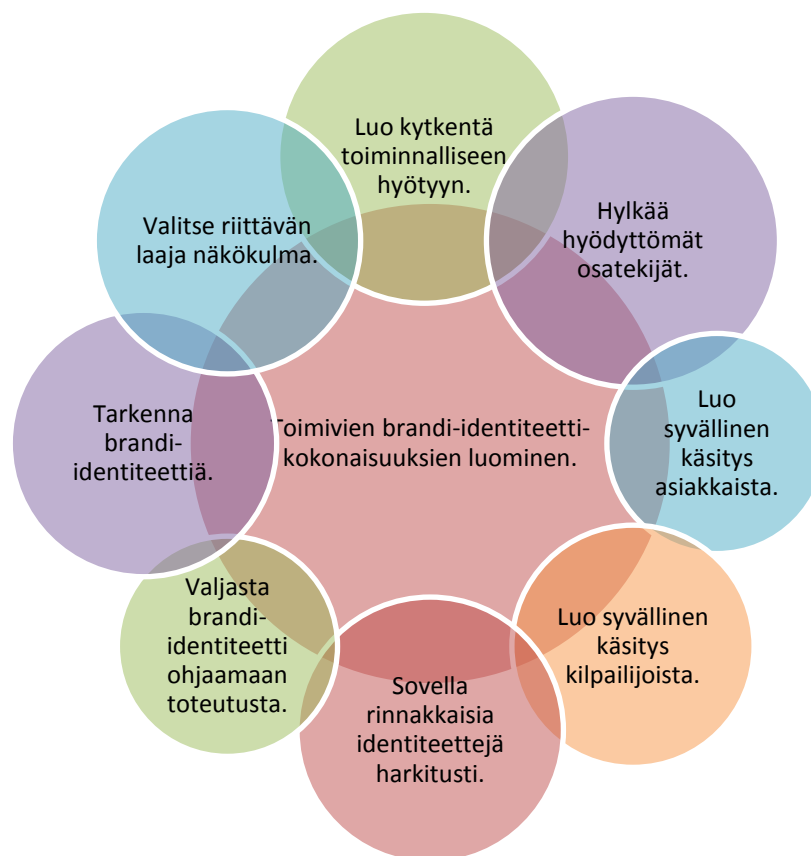 Luo kytkentä
toiminnalliseen
hyötyyn.
Hylkää
hyödyttömät
osatekijät.
Luo
syvällinen
käsitys
asiakkaista.
Luo syvällinen
käsitys
kilpailijoista.
Sovella
rinnakkaisia
identiteettejä
harkitusti.
Valjasta
brandi-
identiteetti
ohjaamaan
toteutusta.
Tarkenna
brandi-
identiteettiä.
Valitse riittävän
laaja näkökulma.
Toimivien brandi-identiteetti-
kokonaisuuksien luominen.